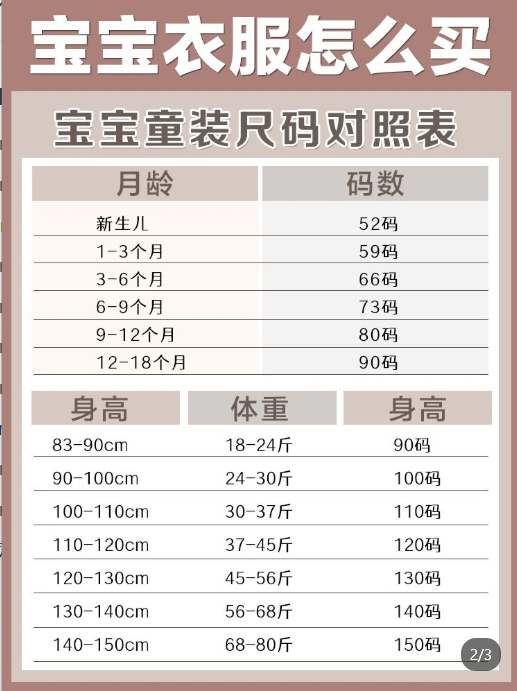 宝宝衣服怎么买
宝宝童装尺码对照表
月龄 码数
新生儿 52码
1-3个月 59码
3-6个月 66码
6-9个月 73码
9-12个月 80码
12-18个月 90码
身高 体重 身高
83-90cm 18-24斤 90码
90-100cm 24-30斤 100码
100-110cm 30-37斤 110码
110-120cm 37-45斤 120码
120-130cm 45-56斤 130码
130-140cm 56-68斤 140码
140-150cm 68-80斤 150码
2/3